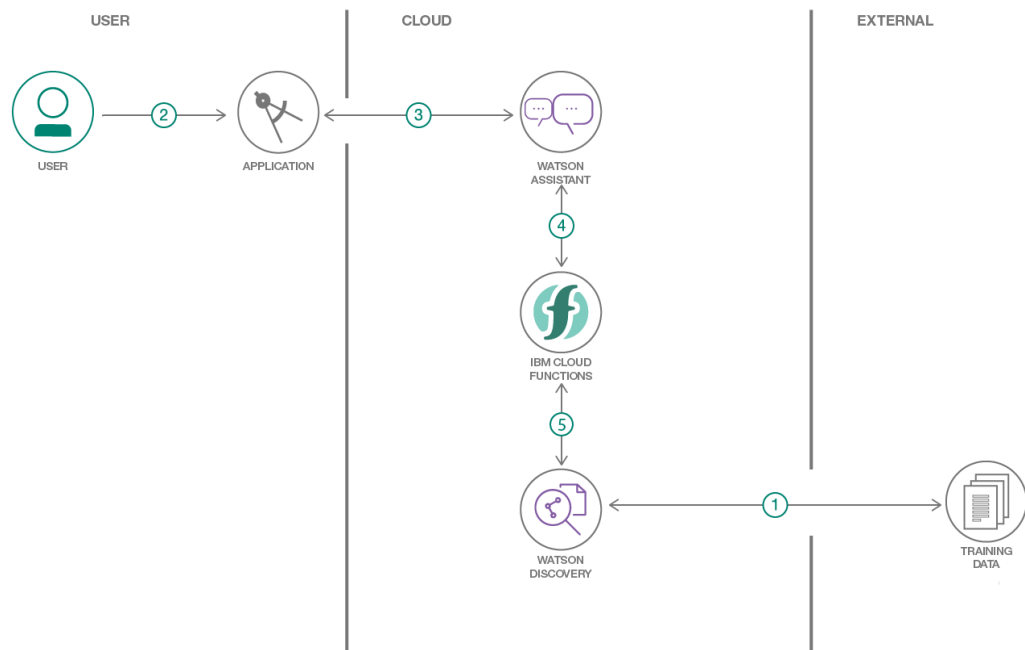 USER
CLOUD
EXTERNAL
2
3
USER
APPLICATION
WATSON
ASSISTANT
4
f
IBM CLOUD
FUNCTIONS
5
1
WATSON
DISCOVERY
TRAINING
DATA